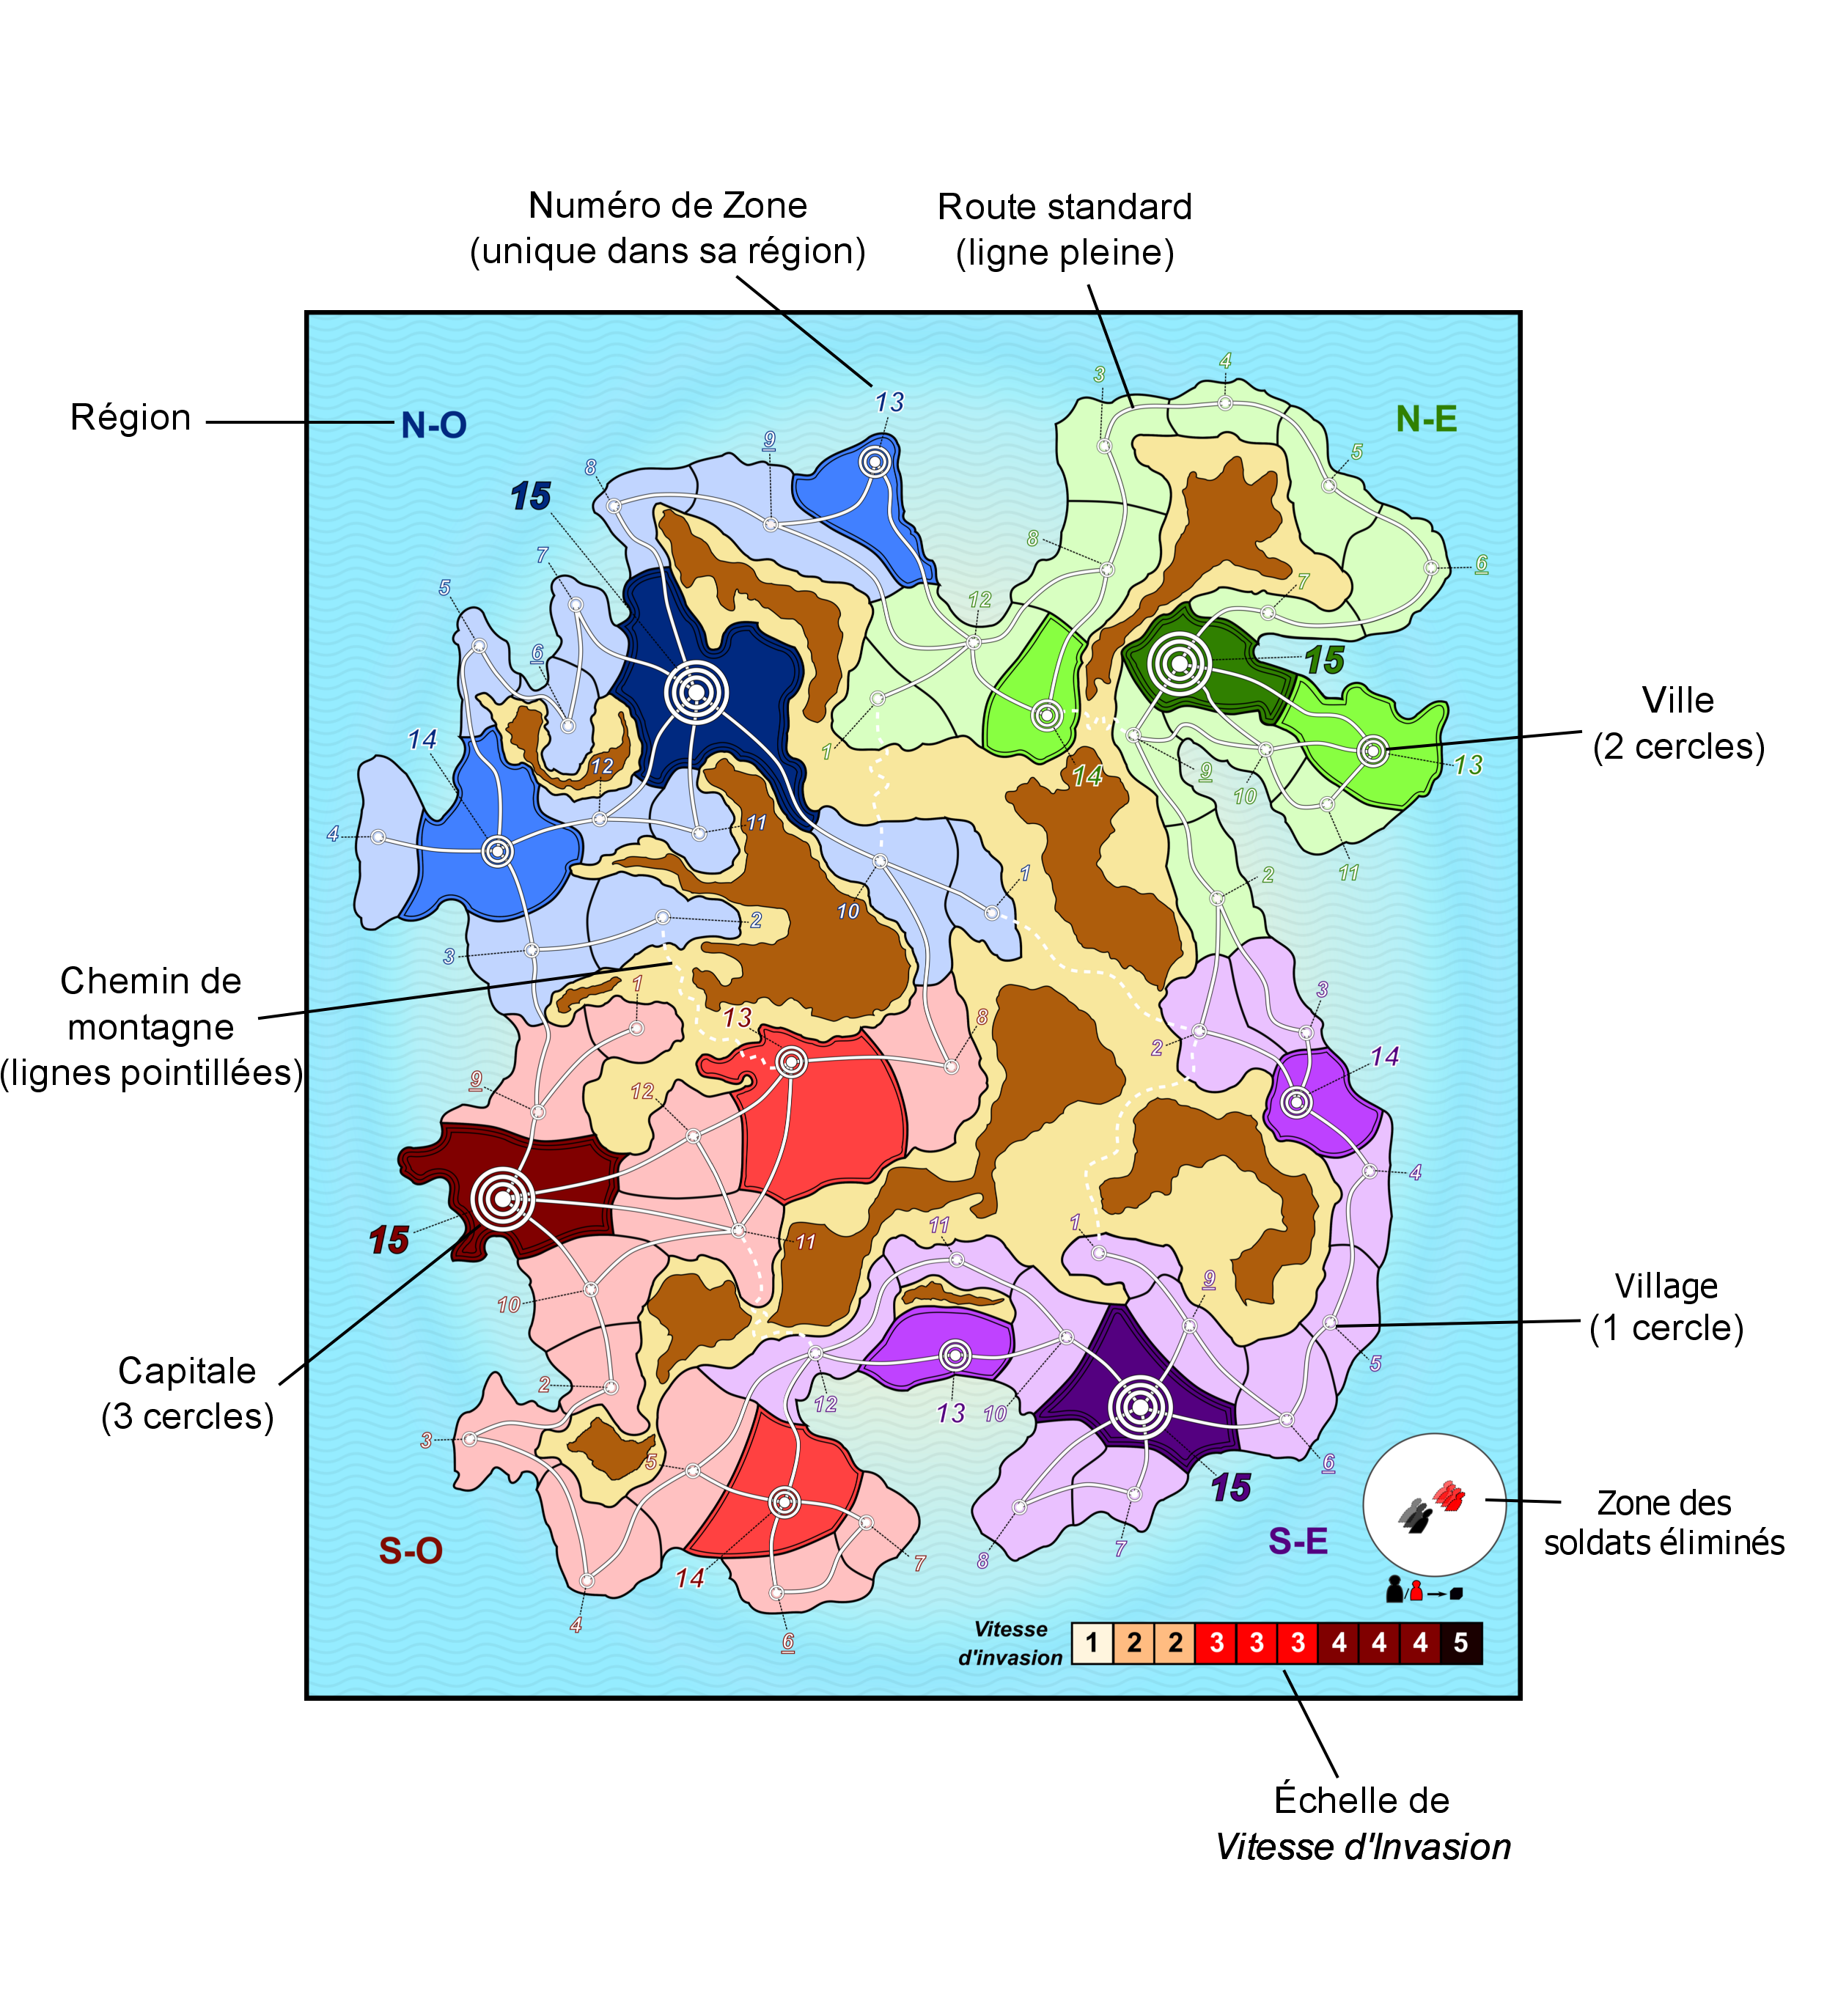 Numéro de Zone
(unique dans sa région)
Route standard
(ligne pleine)
Région
N-O
13
3
4
N-E
9
8
5
15
7
8
6
5
12
7
6
15
14
12
1
14
9
10
13
Ville
(2 cercles)
4
11
11
2
1
10
2
3
Chemin de
montagne
(lignes pointillées)
1
13
8
3
2
14
9
12
4
15
11
11
1
9
10
Village
(1 cercle)
5
Capitale
(3 cercles)
2
12
13
10
3
5
6
15
S-O
14
7
8
7
S-E
4
6
Zone des
soldats éliminés
Vitesse
d'invasion
1 2 2 3 3 3 4 4 4 5
Échelle de
Vitesse d'Invasion